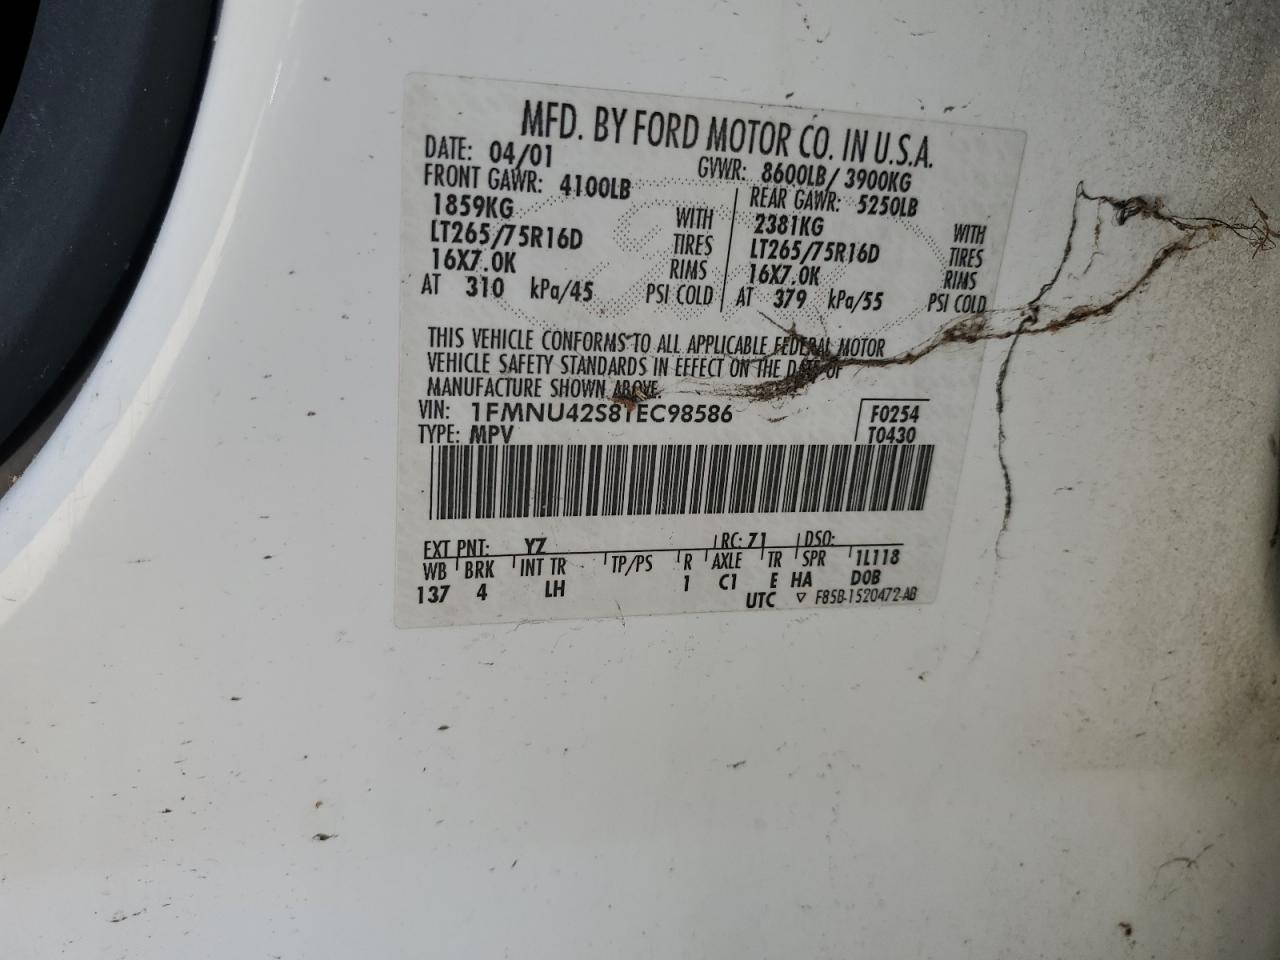 MFD. BY FORD MOTOR CO. IN U.S.A.
DATE: 04/01 GVWR: 8600LB/ 3900KG
FRONT GAWR: 4100LB REAR GAWR: 5250LB
1859KG WITH 2381KG WITH
LT265/75R16D TIRES LT265/75R16D TIRES
16X7.0K RIMS 16X7.0K RIMS
AT 310 kPa/45 PSI COLD AT 379 kPa/55 PSI COLD
THIS VEHICLE CONFORMS TO ALL APPLICABLE FEDERAL MOTOR
VEHICLE SAFETY STANDARDS IN EFFECT ON THE DATE OF
MANUFACTURE SHOWN ABOVE.
VIN: 1FMNU42S81EC98586 F0254
TYPE: MPV T0430
EXT PNT: YZ RC: 71 DSO:
WB BRK INT TR TP/PS R AXLE TR SPR 1L118
137 4 LH 1 C1 E HA DOB
UTC ▽ F85B-1520472-AB